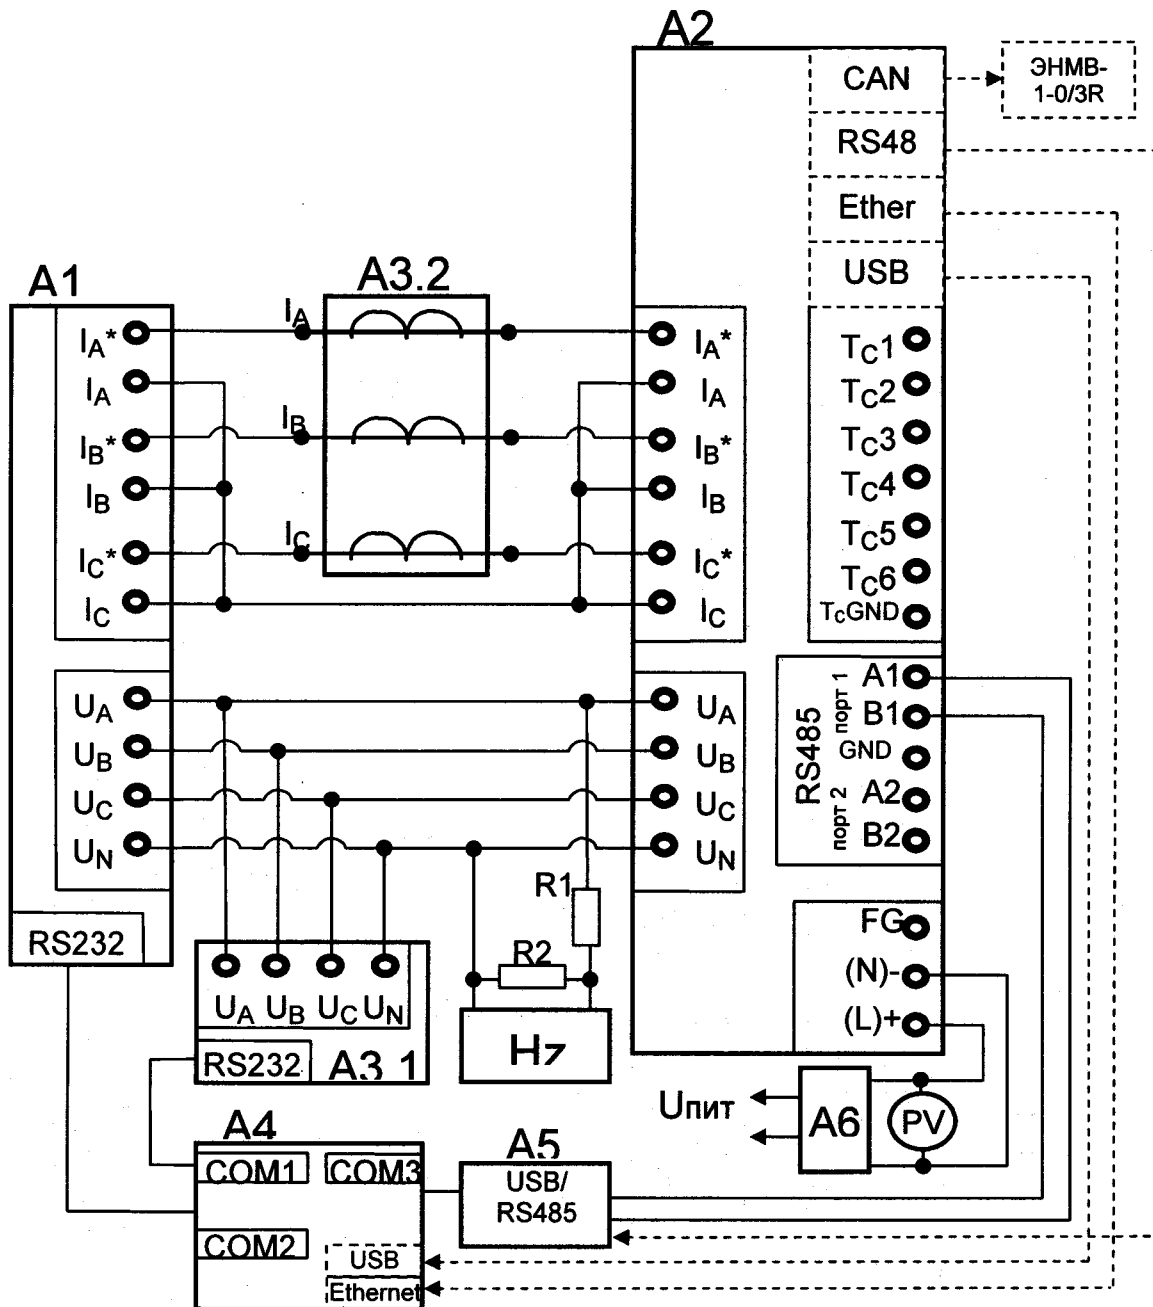 A2
CAN
ЭНМВ-
1-0/3R
RS48
Ether
USB
A1
A3.2
IA*
IA
IB*
IB
IC*
IC
IA
IB
IC
IA*
IA
IB*
IB
IC*
IC
TC1
TC2
TC3
TC4
TC5
TC6
TcGND
UA
UB
UC
UN
UA
UB
UC
UN
RS485
порт 1
порт 2
A1
B1
GND
A2
B2
R1
R2
FG
(N)-
(L)+
RS232
UA UB UC UN
RS232
A3.1
Hz
Uпит
A6
PV
A4
COM1
COM3
COM2
USB
Ethernet
A5
USB/
RS485